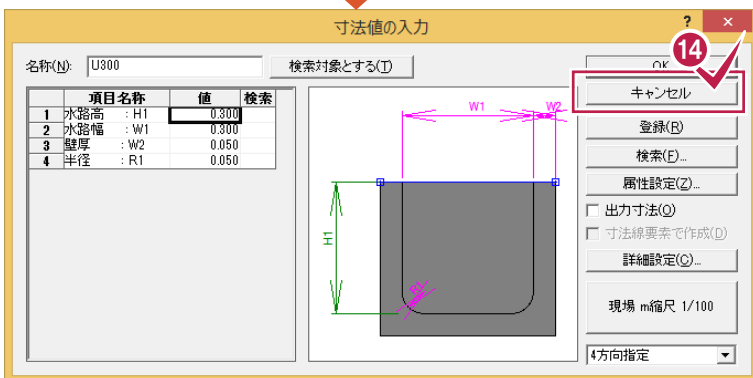 寸法値の入力
? ×
名称(N): U300 検索対象とする(T)
OK
14
キャンセル
項目名称 値 検索
1 水路高 : H1 0.300
2 水路幅 : W1 0.300
3 壁厚 : W2 0.050
4 半径 : R1 0.050
W1 W2
H1
R1
登録(R)
検索(F)...
属性設定(Z)...
出力寸法(O)
寸法線要素で作成(D)
詳細設定(C)...
現場 m縮尺 1/100
4方向指定